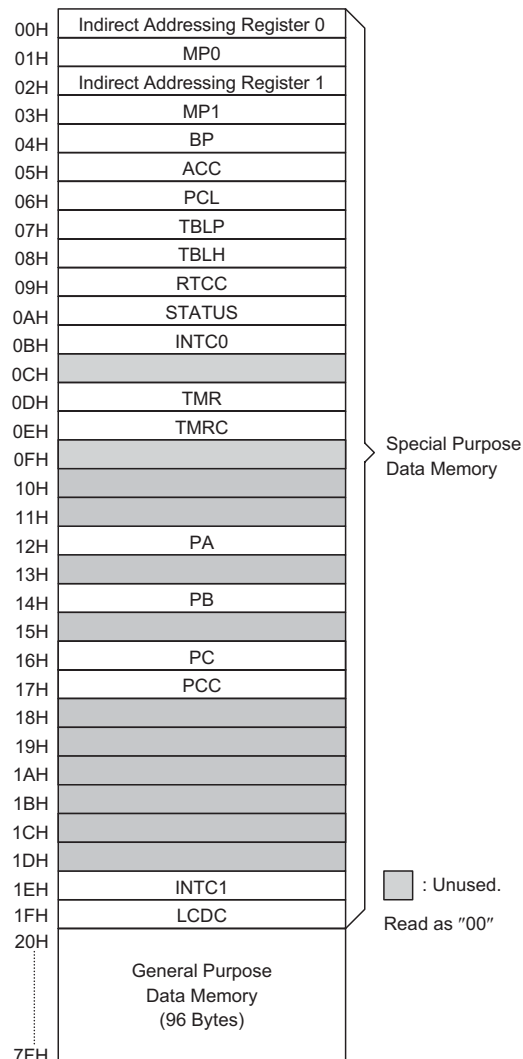 00H Indirect Addressing Register 0
01H MP0
02H Indirect Addressing Register 1
03H MP1
04H BP
05H ACC
06H PCL
07H TBLP
08H TBLH
09H RTCC
0AH STATUS
0BH INTC0
0CH
0DH TMR
0EH TMRC
0FH
10H
11H
12H PA
13H
14H PB
15H
16H PC
17H PCC
18H
19H
1AH
1BH
1CH
1DH
1EH INTC1
1FH LCDC
20H
General Purpose
Data Memory
(96 Bytes)
7FH
Special Purpose
Data Memory
: Unused.
Read as ″00″